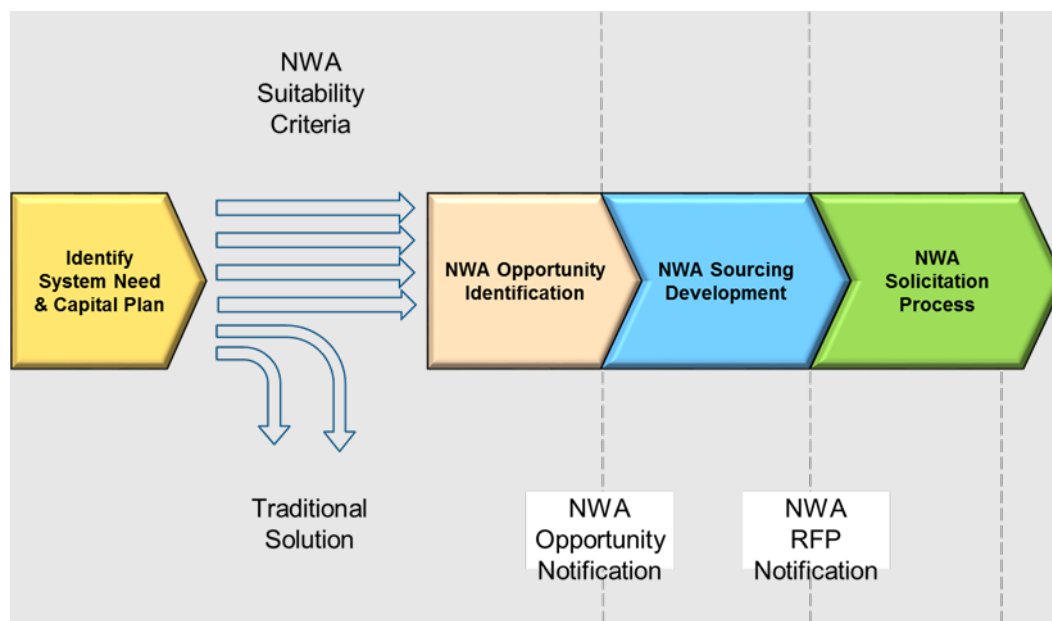 NWA
Suitability
Criteria
Identify
System Need
& Capital Plan
NWA Opportunity
Identification
NWA Sourcing
Development
NWA
Solicitation
Process
Traditional
Solution
NWA
Opportunity
Notification
NWA
RFP
Notification